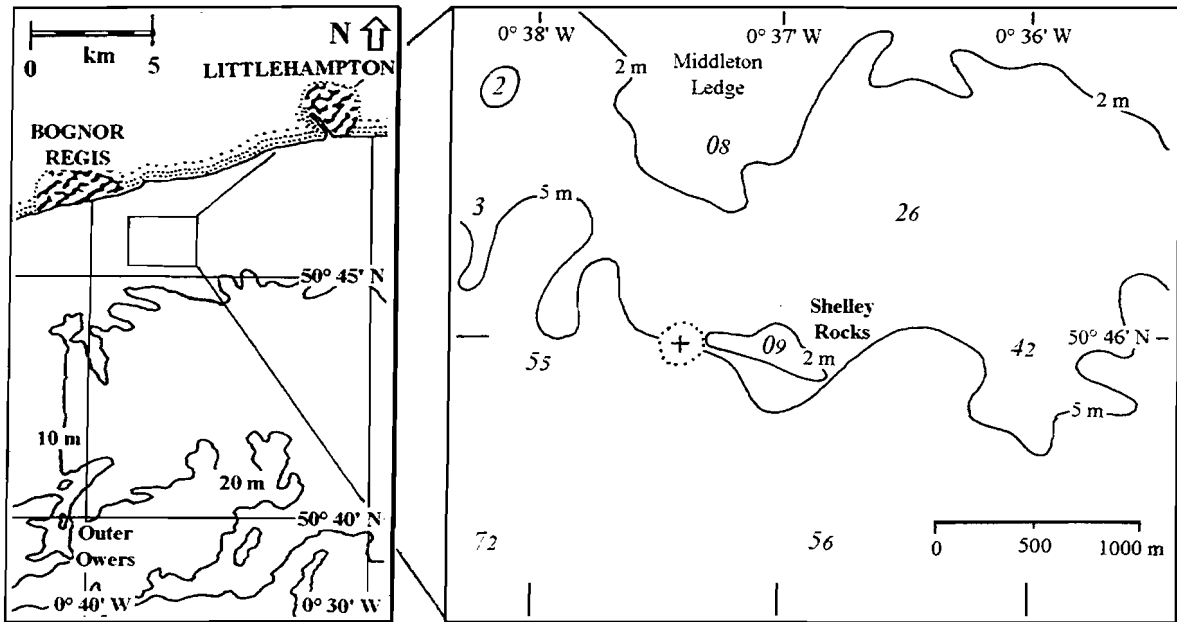 N
km
0 5
LITTLEHAMPTON
BOGNOR
REGIS
50° 45' N
10 m
20 m
50° 40' N
Outer
Owers
0° 40' W
0° 30' W
0° 38' W
0° 37' W
0° 36' W
2 m
Middleton
Ledge
2
2 m
08
3
5 m
26
Shelley
Rocks
09
2 m
50° 46' N
55
42
5 m
72
56
0 500 1000 m